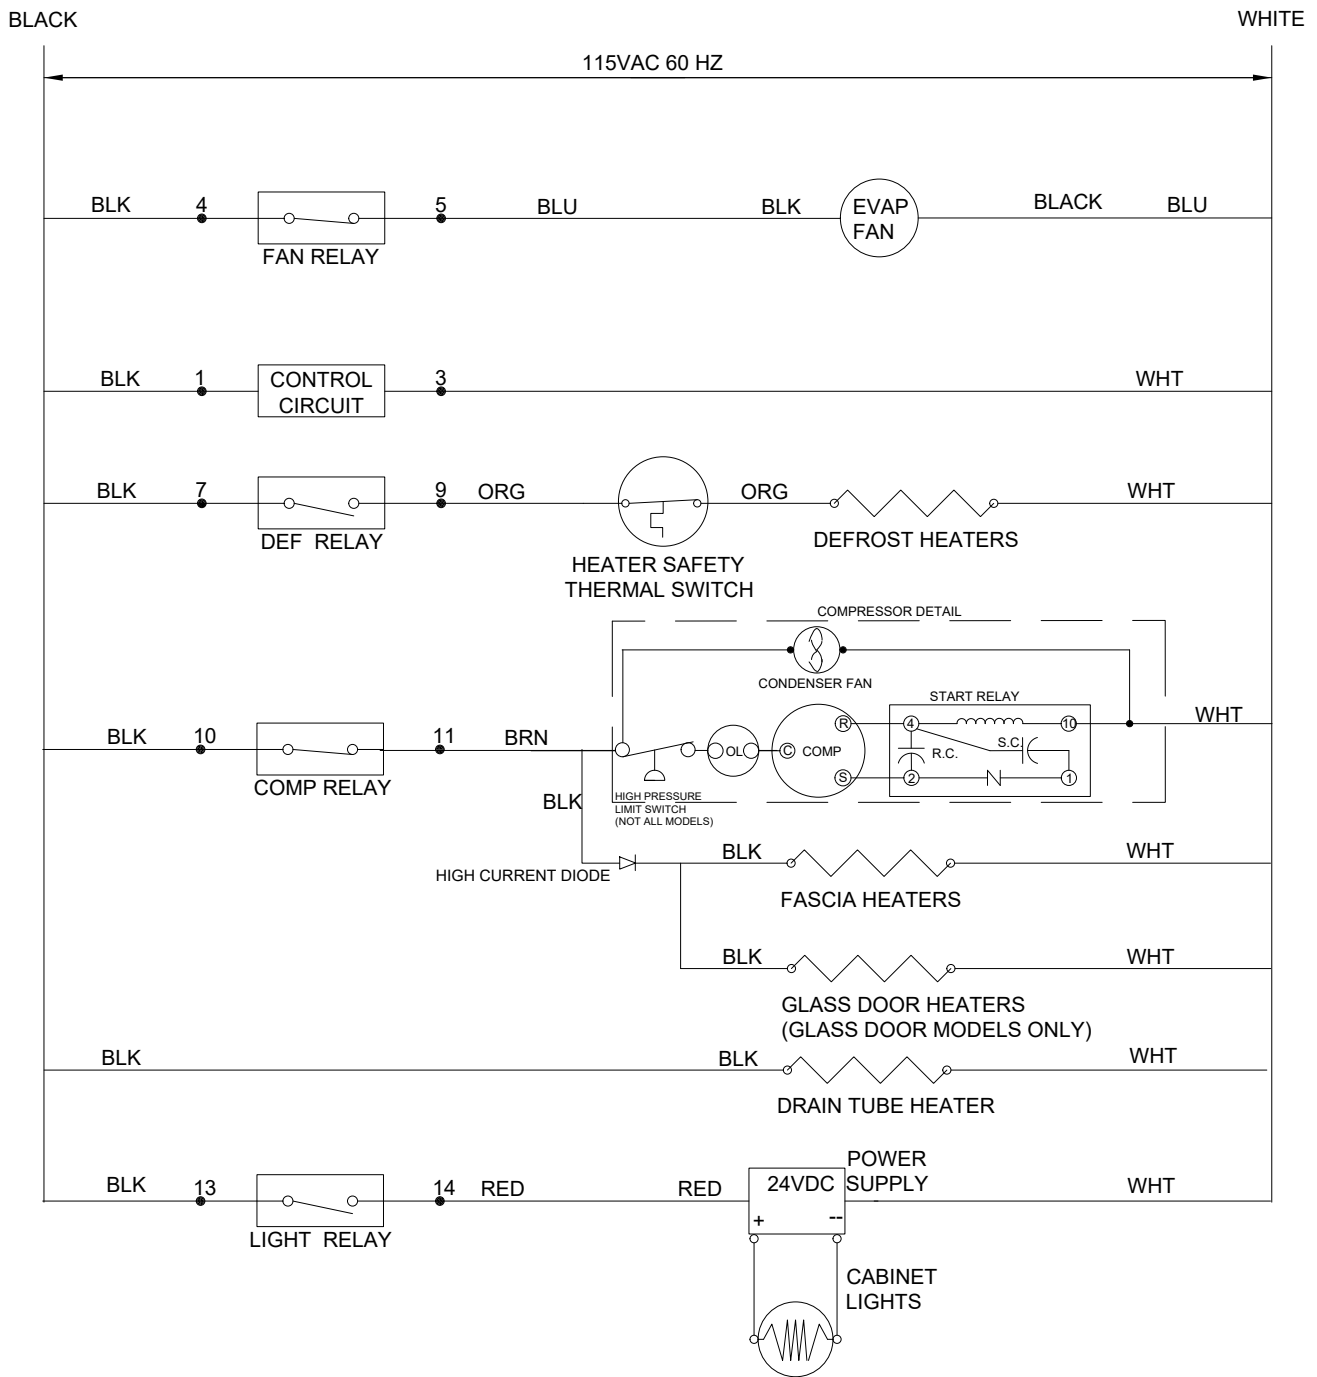 BLACK
WHITE
115VAC 60 HZ
BLK 4 5 BLU BLK EVAP FAN BLACK BLU
FAN RELAY
BLK 1 CONTROL CIRCUIT 3 WHT
BLK 7 9 ORG ORG WHT
DEF RELAY
HEATER SAFETY
THERMAL SWITCH
DEFROST HEATERS
COMPRESSOR DETAIL
CONDENSER FAN
START RELAY
BLK 10 11 BRN OL C COMP R S 4 10 R.C. S.C. 2 N 1 WHT
COMP RELAY
BLK
HIGH PRESSURE
LIMIT SWITCH
(NOT ALL MODELS)
HIGH CURRENT DIODE
BLK WHT
FASCIA HEATERS
BLK WHT
GLASS DOOR HEATERS
(GLASS DOOR MODELS ONLY)
BLK BLK WHT
DRAIN TUBE HEATER
BLK 13 14 RED RED 24VDC WHT
+ --
POWER
SUPPLY
LIGHT RELAY
CABINET
LIGHTS